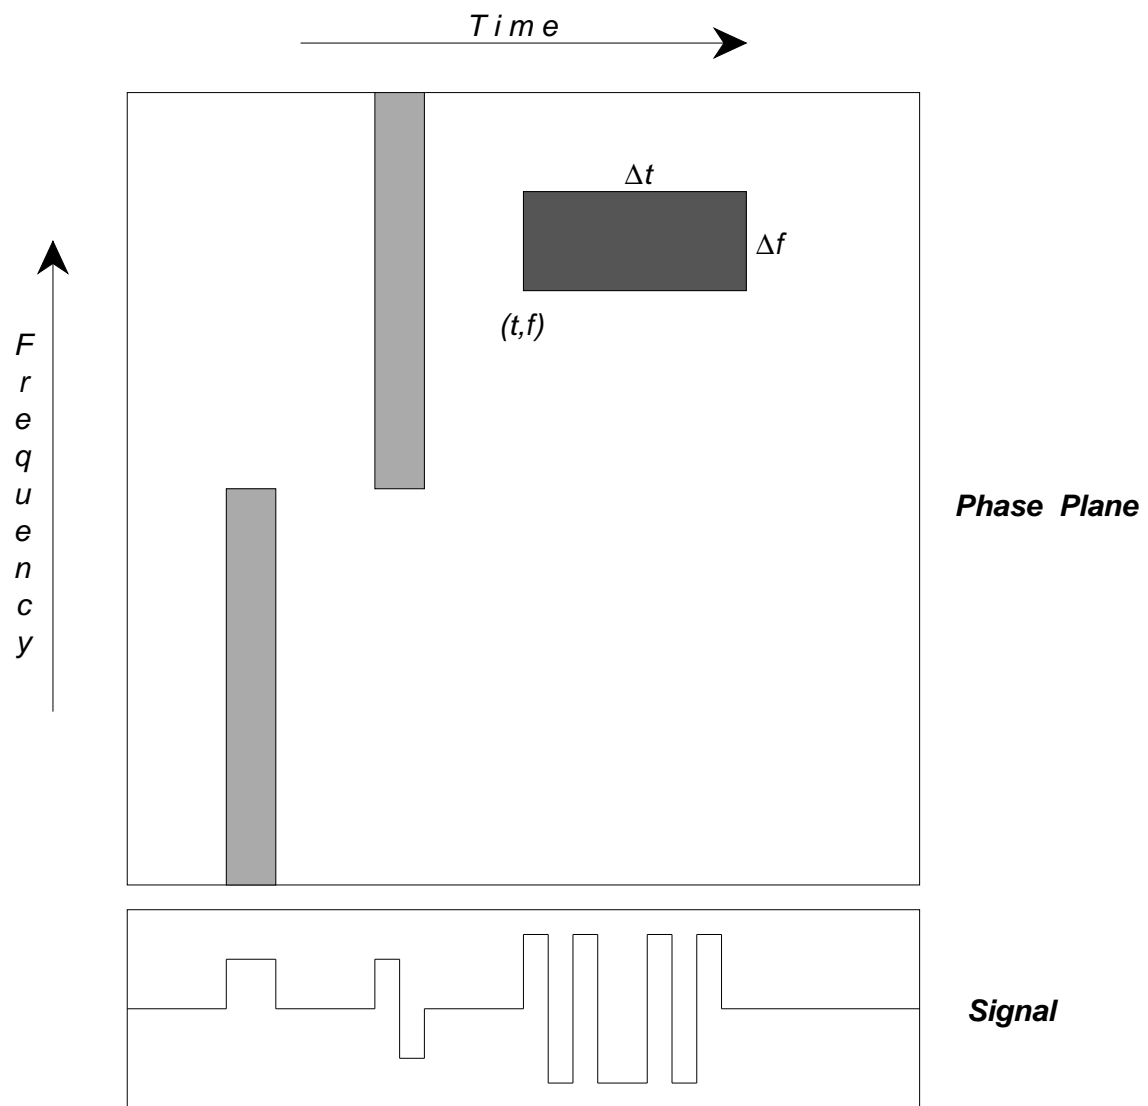 Time
Δt
Δf
(t,f)
Frequency
Phase Plane
Signal